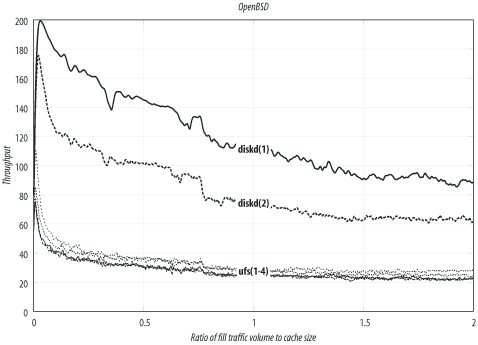 OpenBSD
200
180
160
140
120
100
80
60
40
20
0
Throughput
diskd(1)
diskd(2)
ufs(1-4)
0
0.5
1
1.5
2
Ratio of fill traffic volume to cache size